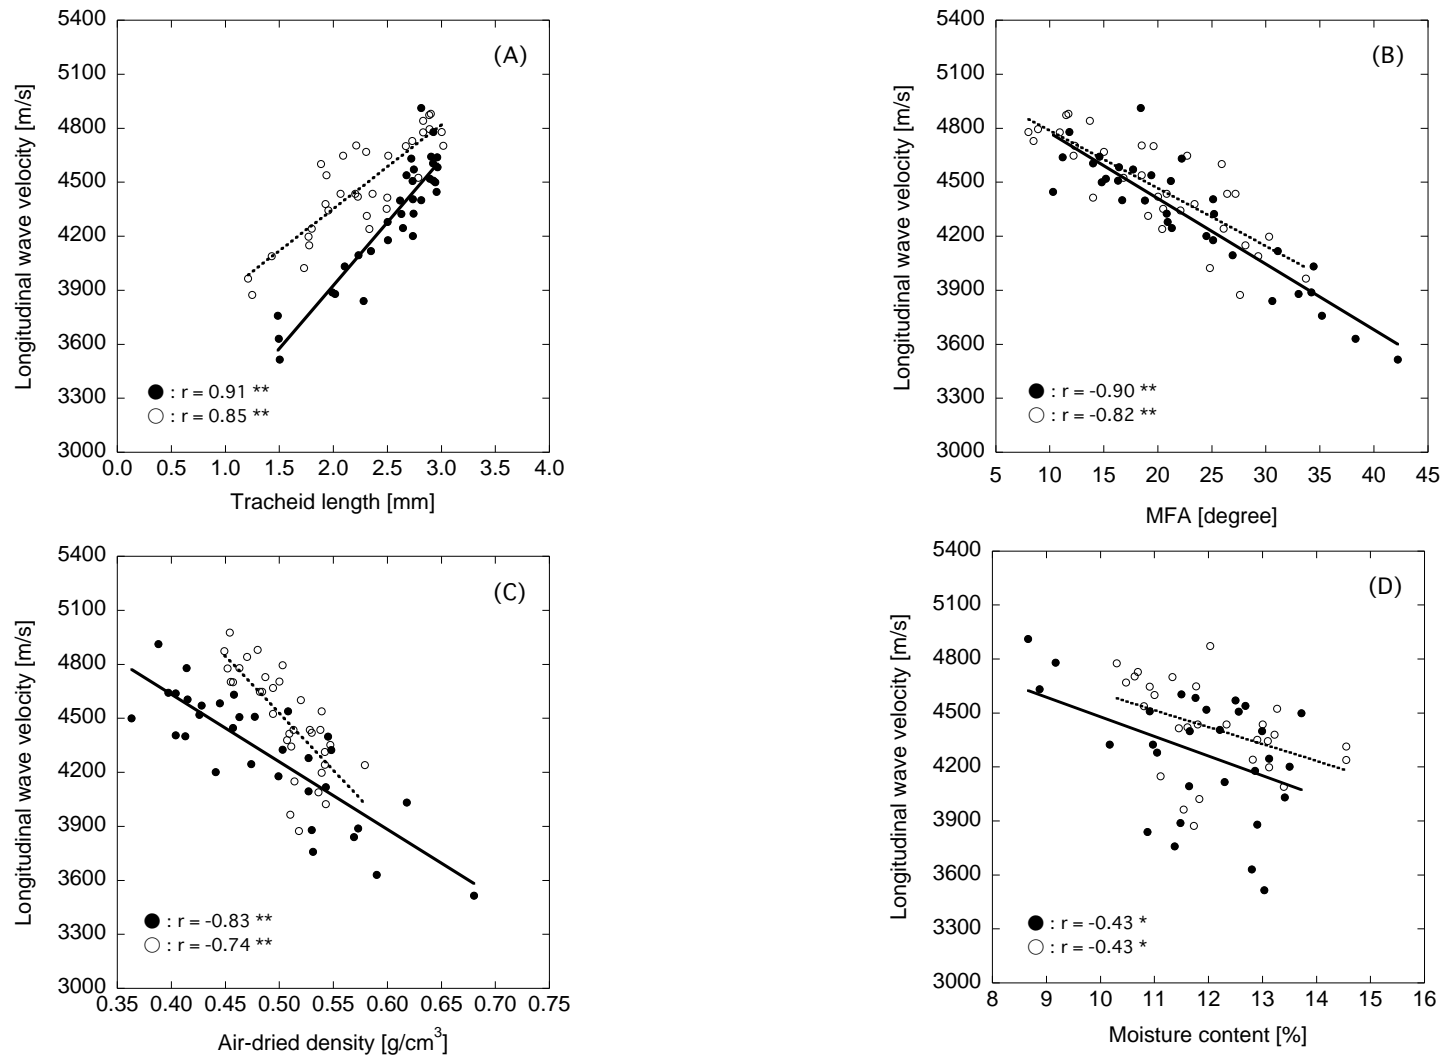 5400
5100
4800
4500
4200
3900
3600
3300
3000
Longitudinal wave velocity [m/s]
(A)
● : r = 0.91 **
○ : r = 0.85 **
0.0 0.5 1.0 1.5 2.0 2.5 3.0 3.5 4.0
Tracheid length [mm]
5400
5100
4800
4500
4200
3900
3600
3300
3000
Longitudinal wave velocity [m/s]
(B)
● : r = -0.90 **
○ : r = -0.82 **
5 10 15 20 25 30 35 40 45
MFA [degree]
5400
5100
4800
4500
4200
3900
3600
3300
3000
Longitudinal wave velocity [m/s]
(C)
● : r = -0.83 **
○ : r = -0.74 **
0.35 0.40 0.45 0.50 0.55 0.60 0.65 0.70 0.75
Air-dried density [g/cm³]
5400
5100
4800
4500
4200
3900
3600
3300
3000
Longitudinal wave velocity [m/s]
(D)
● : r = -0.43 *
○ : r = -0.43 *
8 9 10 11 12 13 14 15 16
Moisture content [%]